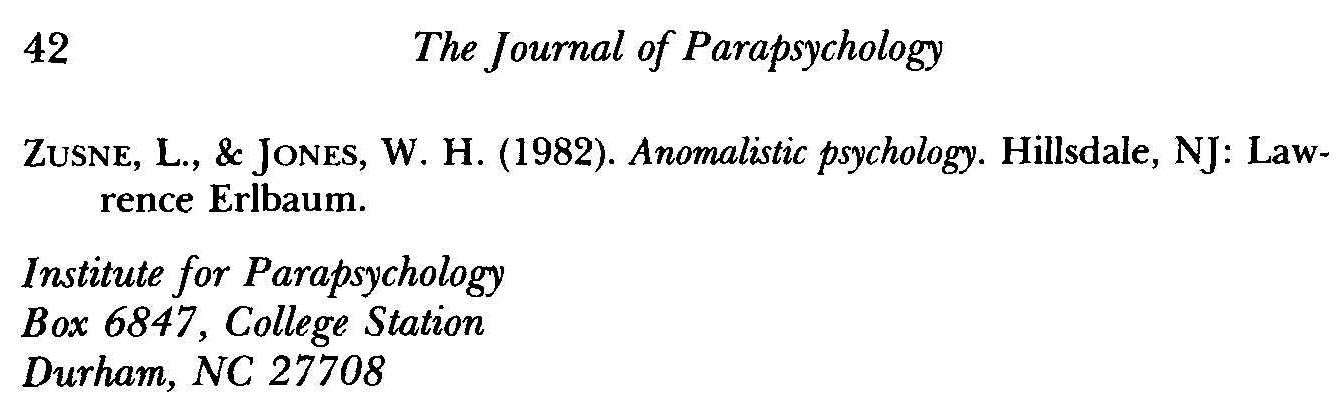 42 The Journal of Parapsychology
ZUSNE, L., & JONES, W. H. (1982). Anomalistic psychology. Hillsdale, NJ: Law-
rence Erlbaum.
Institute for Parapsychology
Box 6847, College Station
Durham, NC 27708